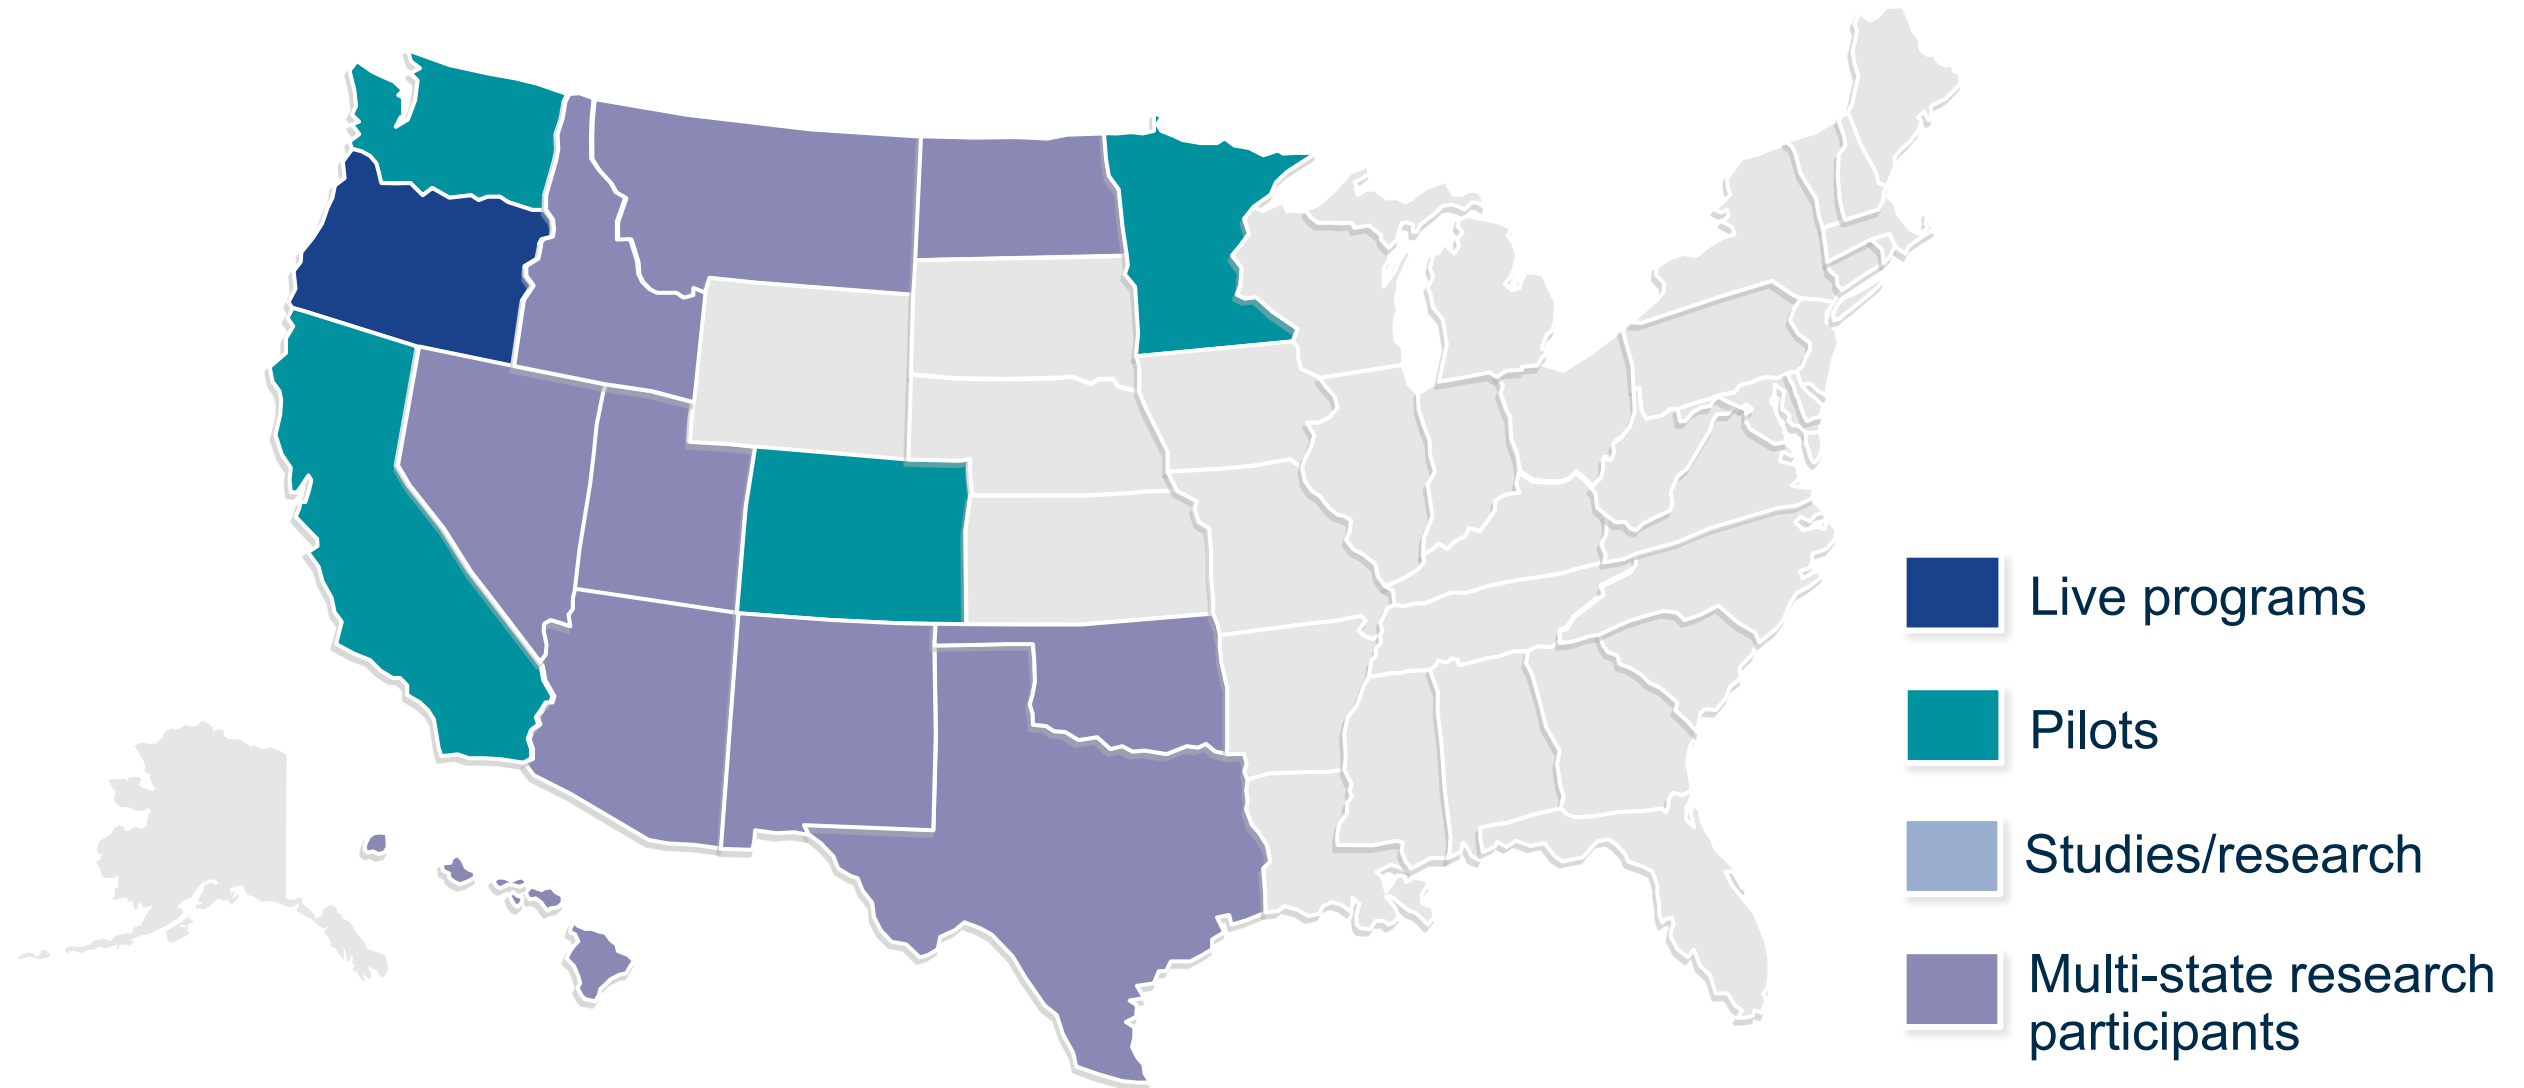 Live programs
Pilots
Studies/research
Multi-state research
participants